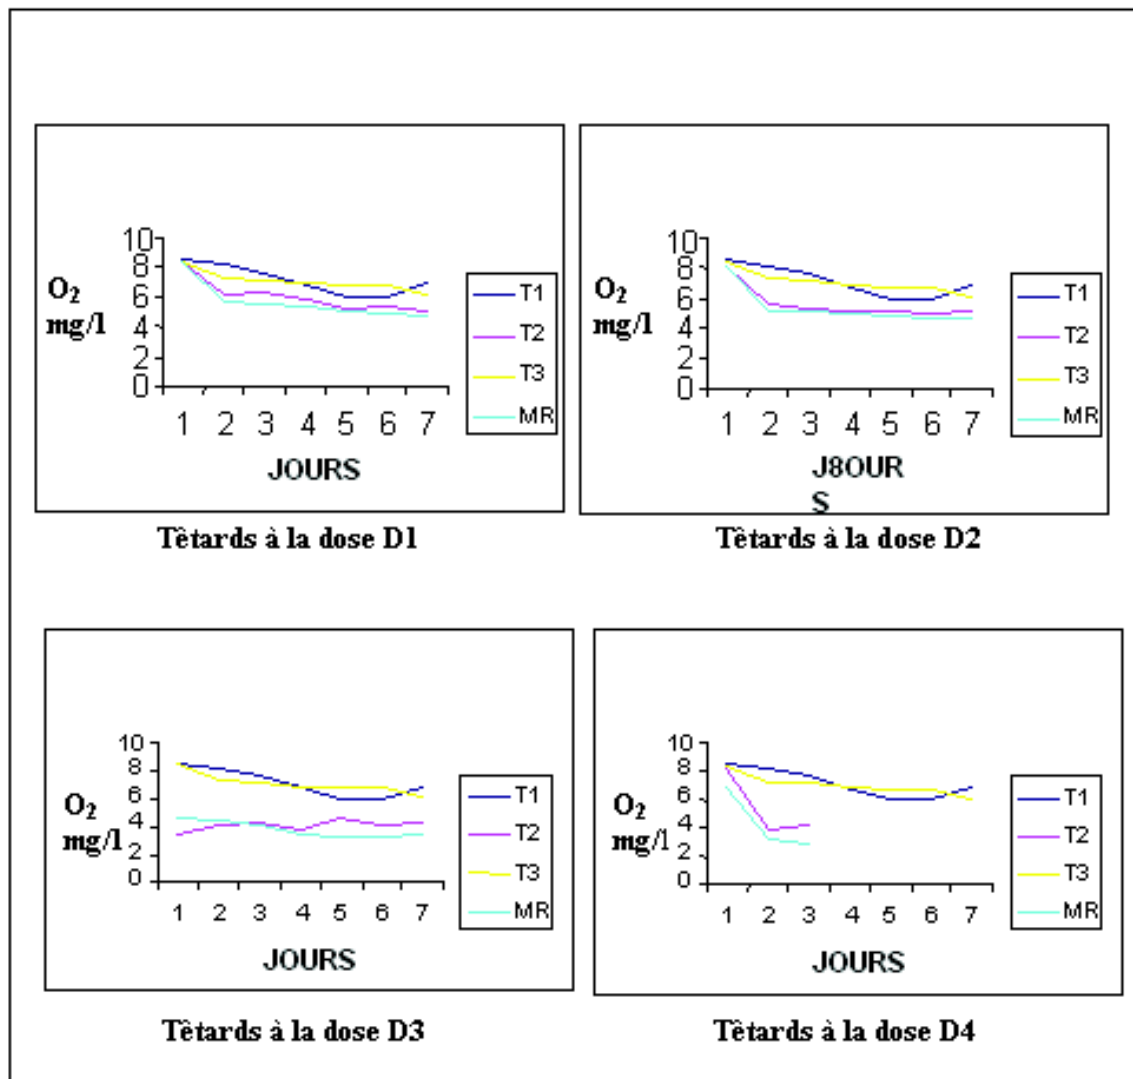 10
8
6
4
2
0
O2
mg/l
1 2 3 4 5 6 7
JOURS
T1
T2
T3
MR
Têtards à la dose D1
10
8
6
4
2
0
O2
mg/l
1 2 3 4 5 6 7
J8OUR
S
T1
T2
T3
MR
Têtards à la dose D2
10
8
6
4
2
0
O2
mg/l
1 2 3 4 5 6 7
JOURS
T1
T2
T3
MR
Têtards à la dose D3
10
8
6
4
2
0
O2
mg/l
1 2 3 4 5 6 7
JOURS
T1
T2
T3
MR
Têtards à la dose D4